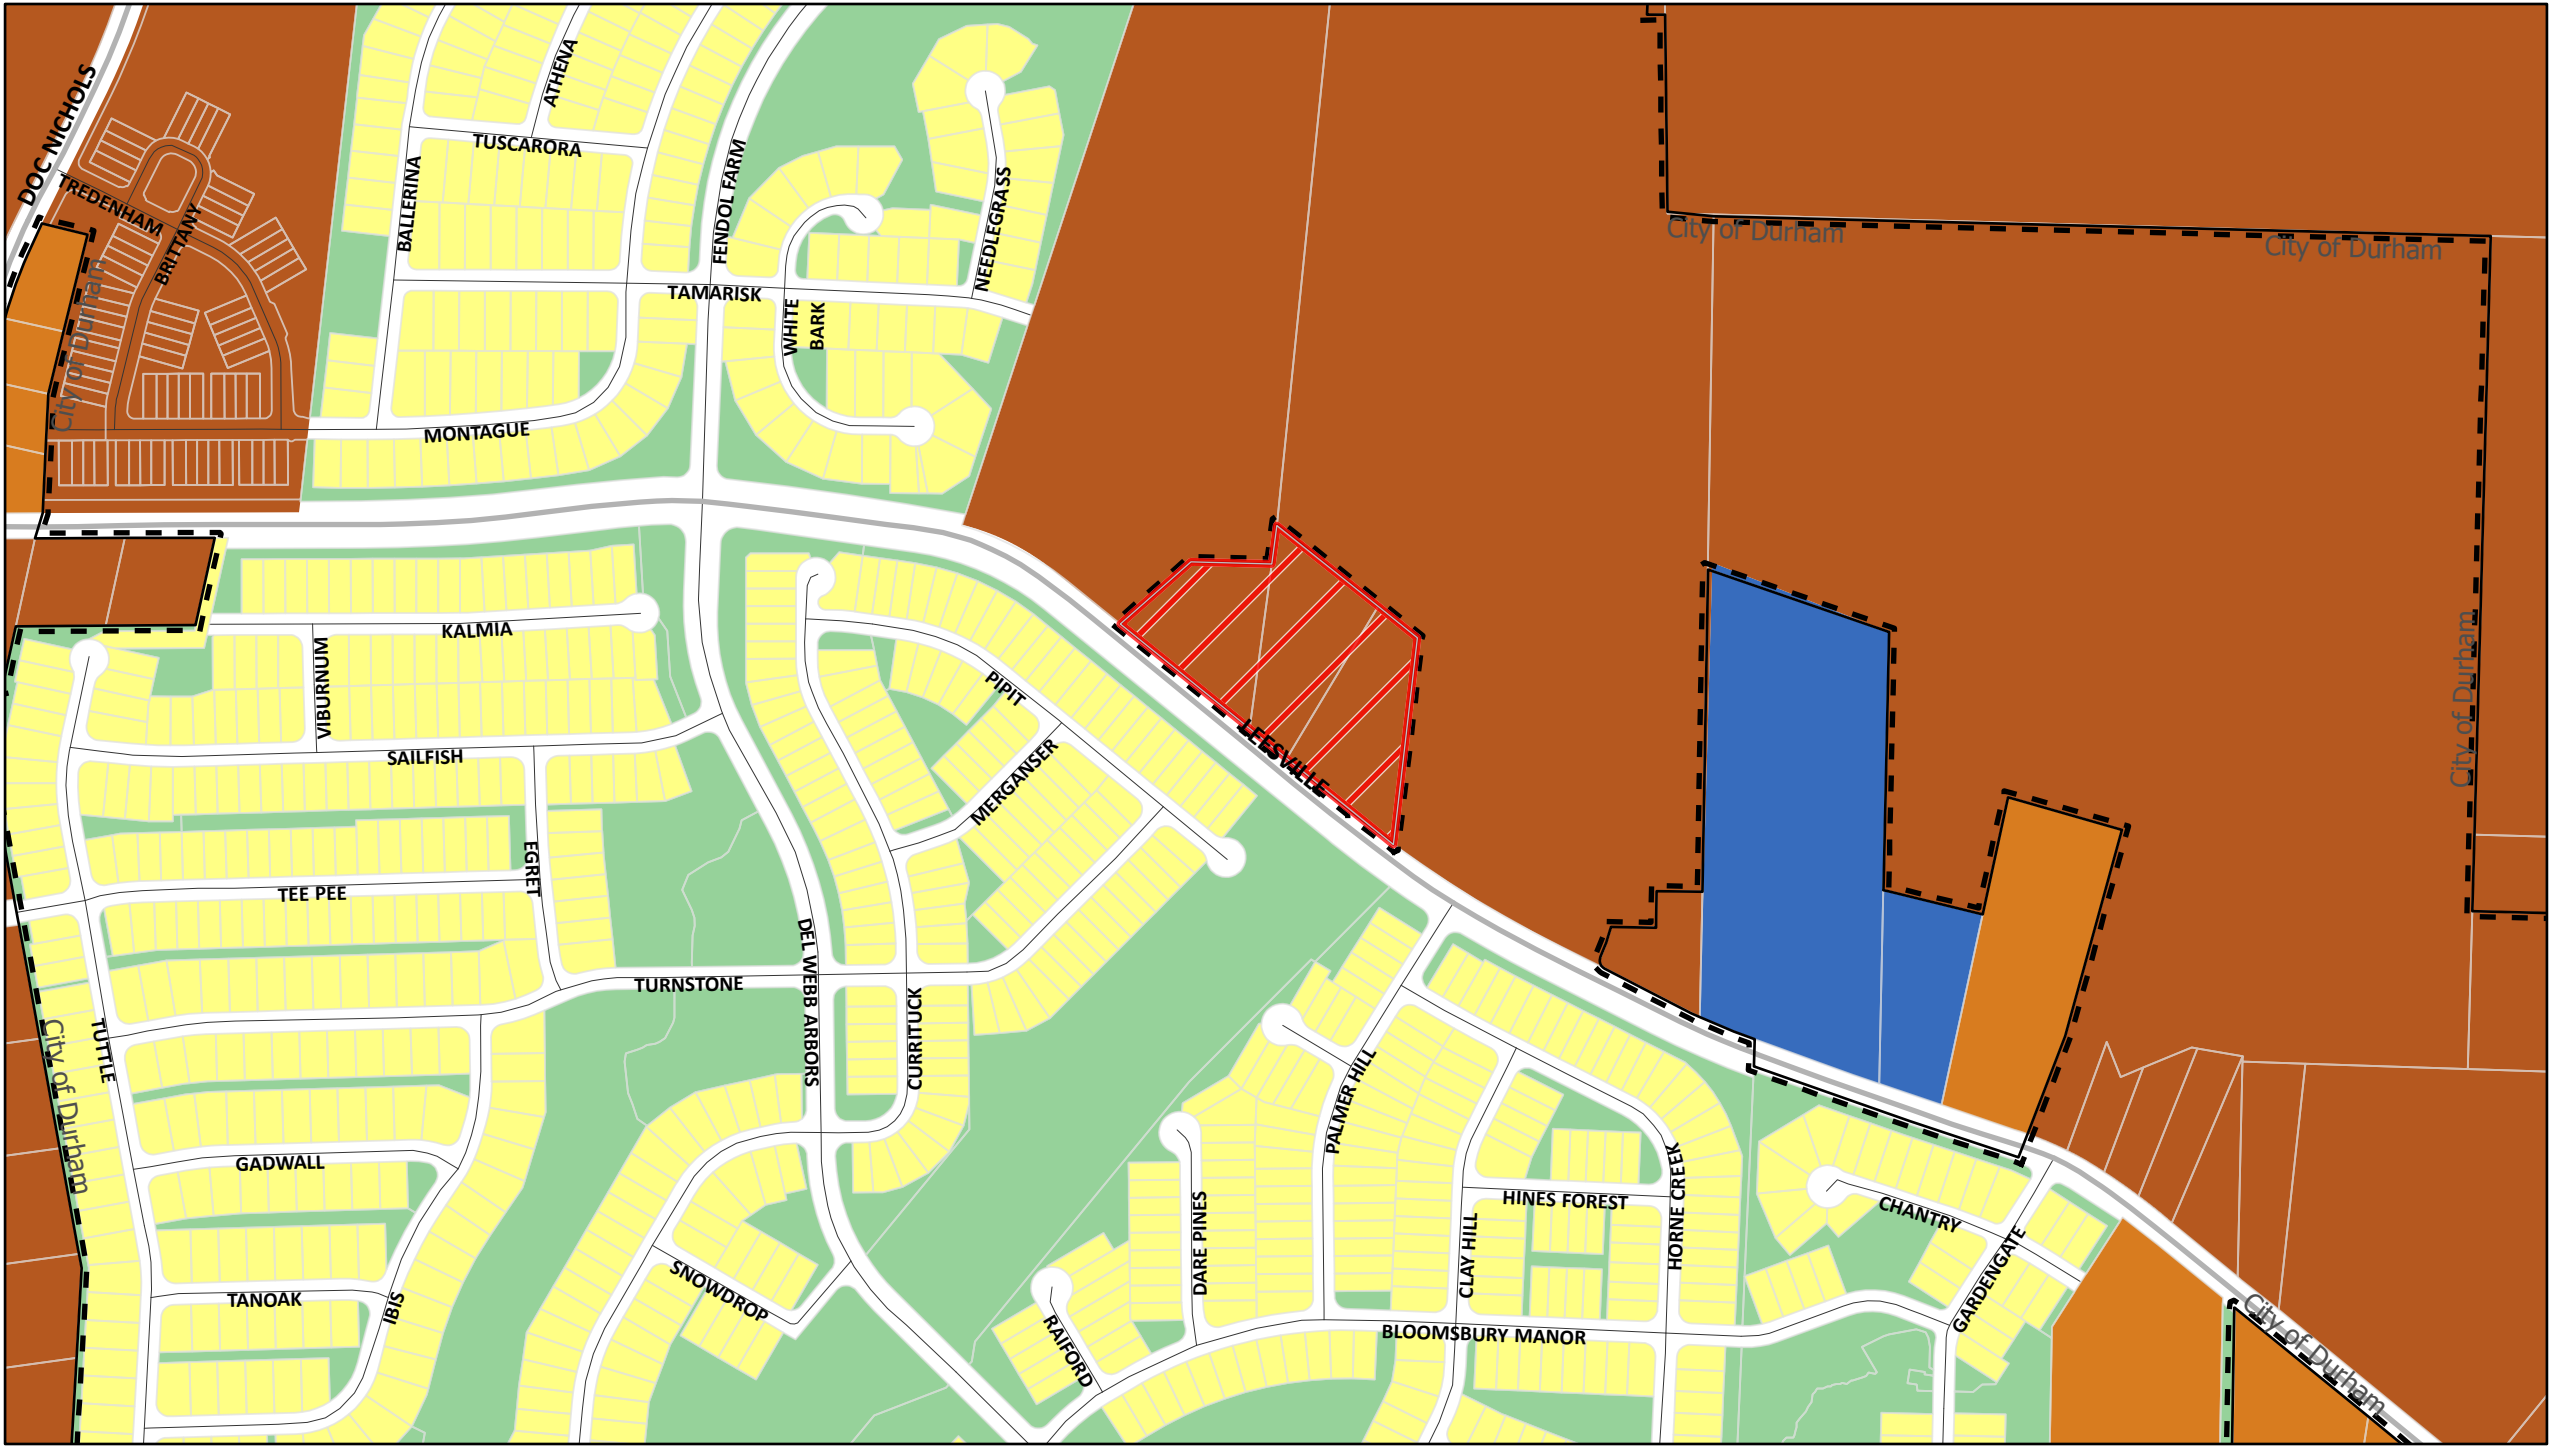 DOC NICHOLS
ATHENA
TUSCARORA
TREDENHAM
BRITTANY
BALLERINA
FENDOL FARM
NEEDLEGRASS
City of Durham
City of Durham
City of Durham
TAMARISK
WHITE
BARK
MONTAGUE
KALMIA
VIBURNUM
PIPIT
SAILFISH
MERGANSER
LEESVILLE
City of Durham
EGRET
TEE PEE
DEL WEBB ARBORS
TURNSTONE
CURRITUCK
TUTTLE
City of Durham
PALMER HILL
GADWALL
HINES FOREST
HORNE CREEK
CHANTRY
DARE PINES
CLAY HILL
GARDENGATE
SNOWDROP
TANOAK
IBIS
RAIFORD
BLOOMSBURY MANOR
City of Durham